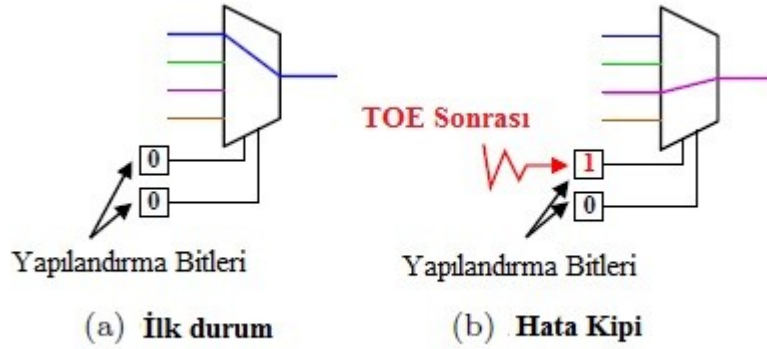 0
0
Yapılandırma Bitleri
(a) İlk durum
TOE Sonrası
1
0
Yapılandırma Bitleri
(b) Hata Kipi